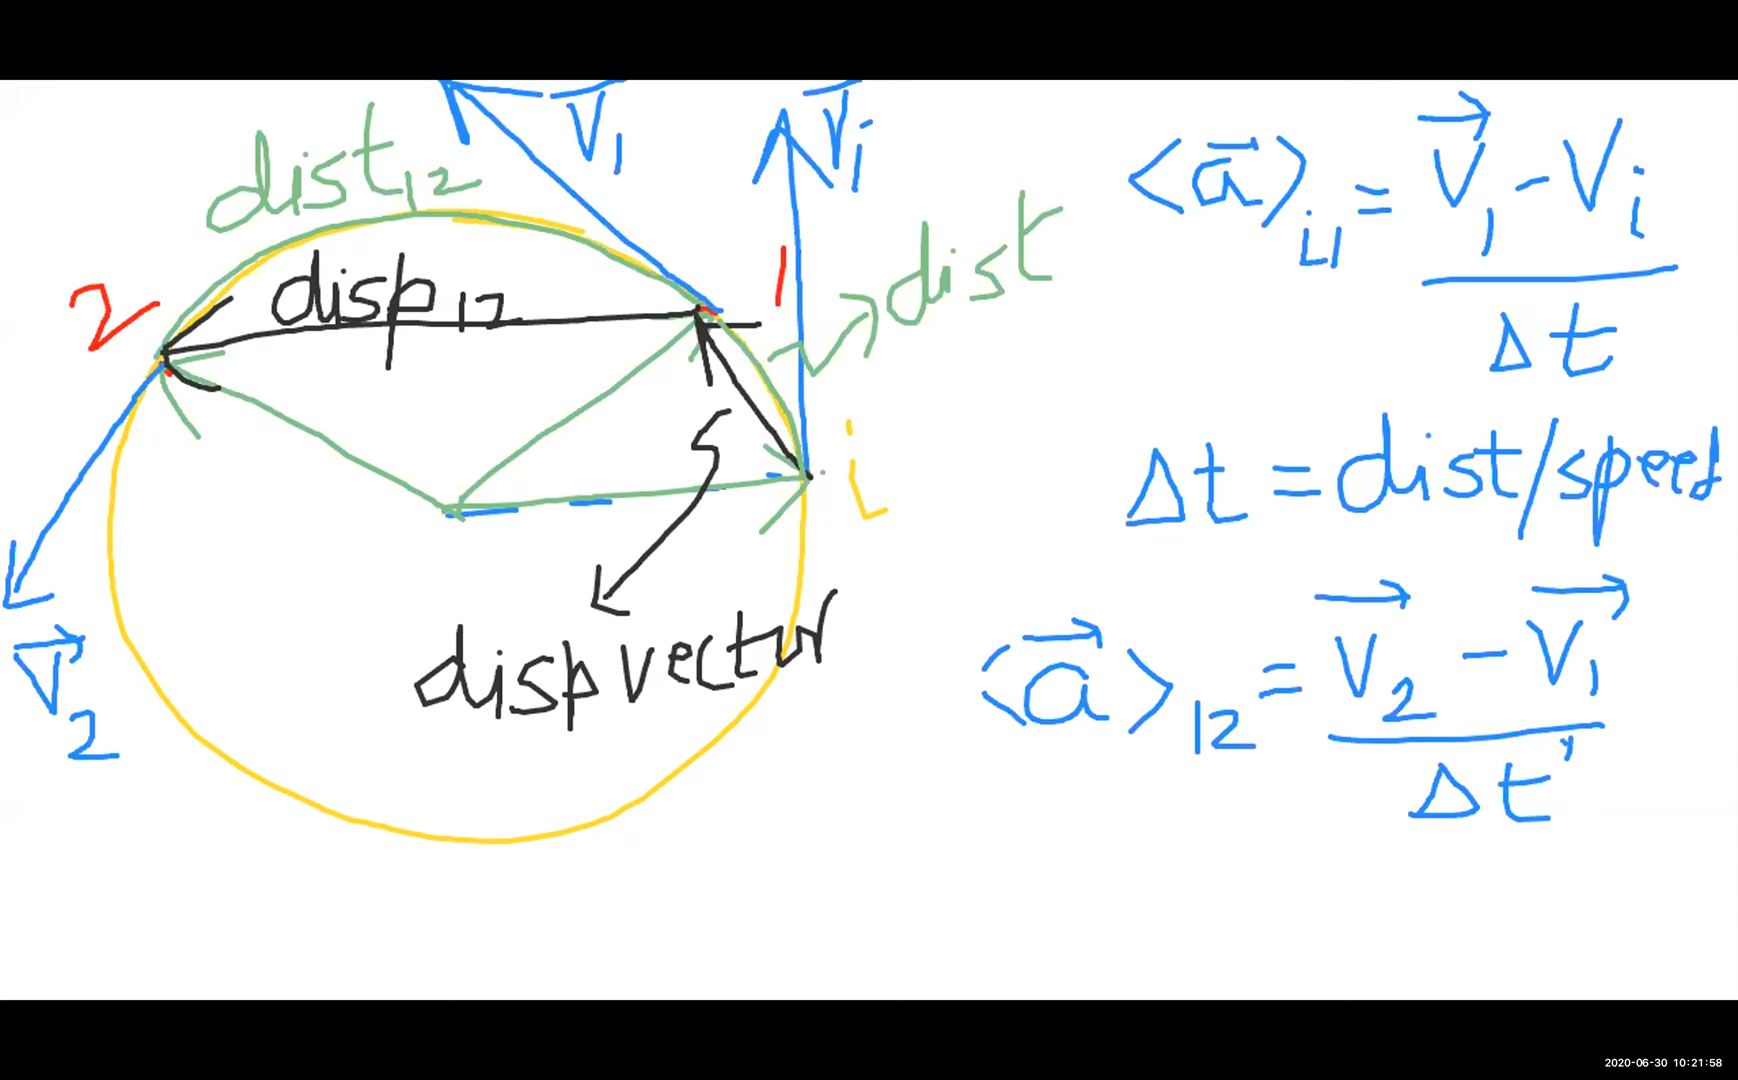 V₁
Vᵢ
dist₁₂
1
dist
2
disp₁₂
i
disp vector
V₂
<a>ᵢ₁ = V₁ - Vᵢ
Δt
Δt = dist/speed
<a>₁₂ = V₂ - V₁
Δt'
2020-06-30 10:21:58